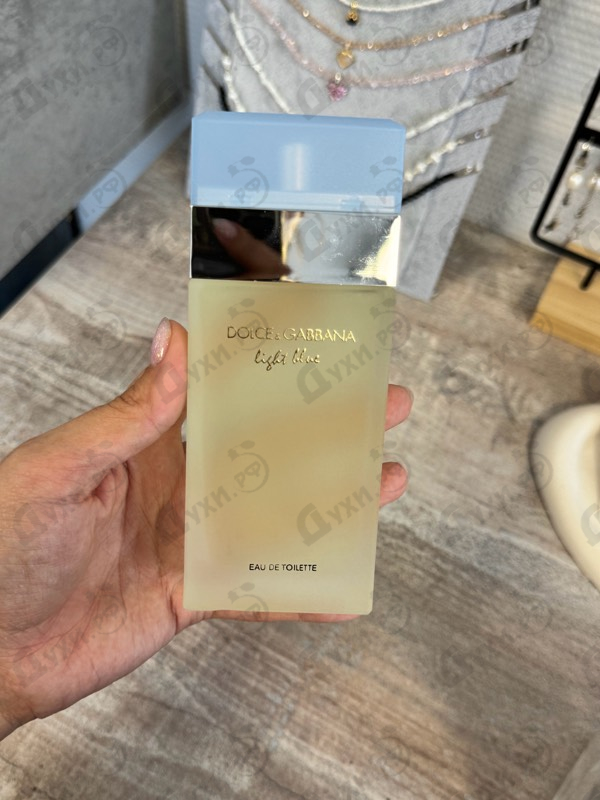 DOLCE & GABBANA
light blue
EAU DE TOILETTE
Духи.рф